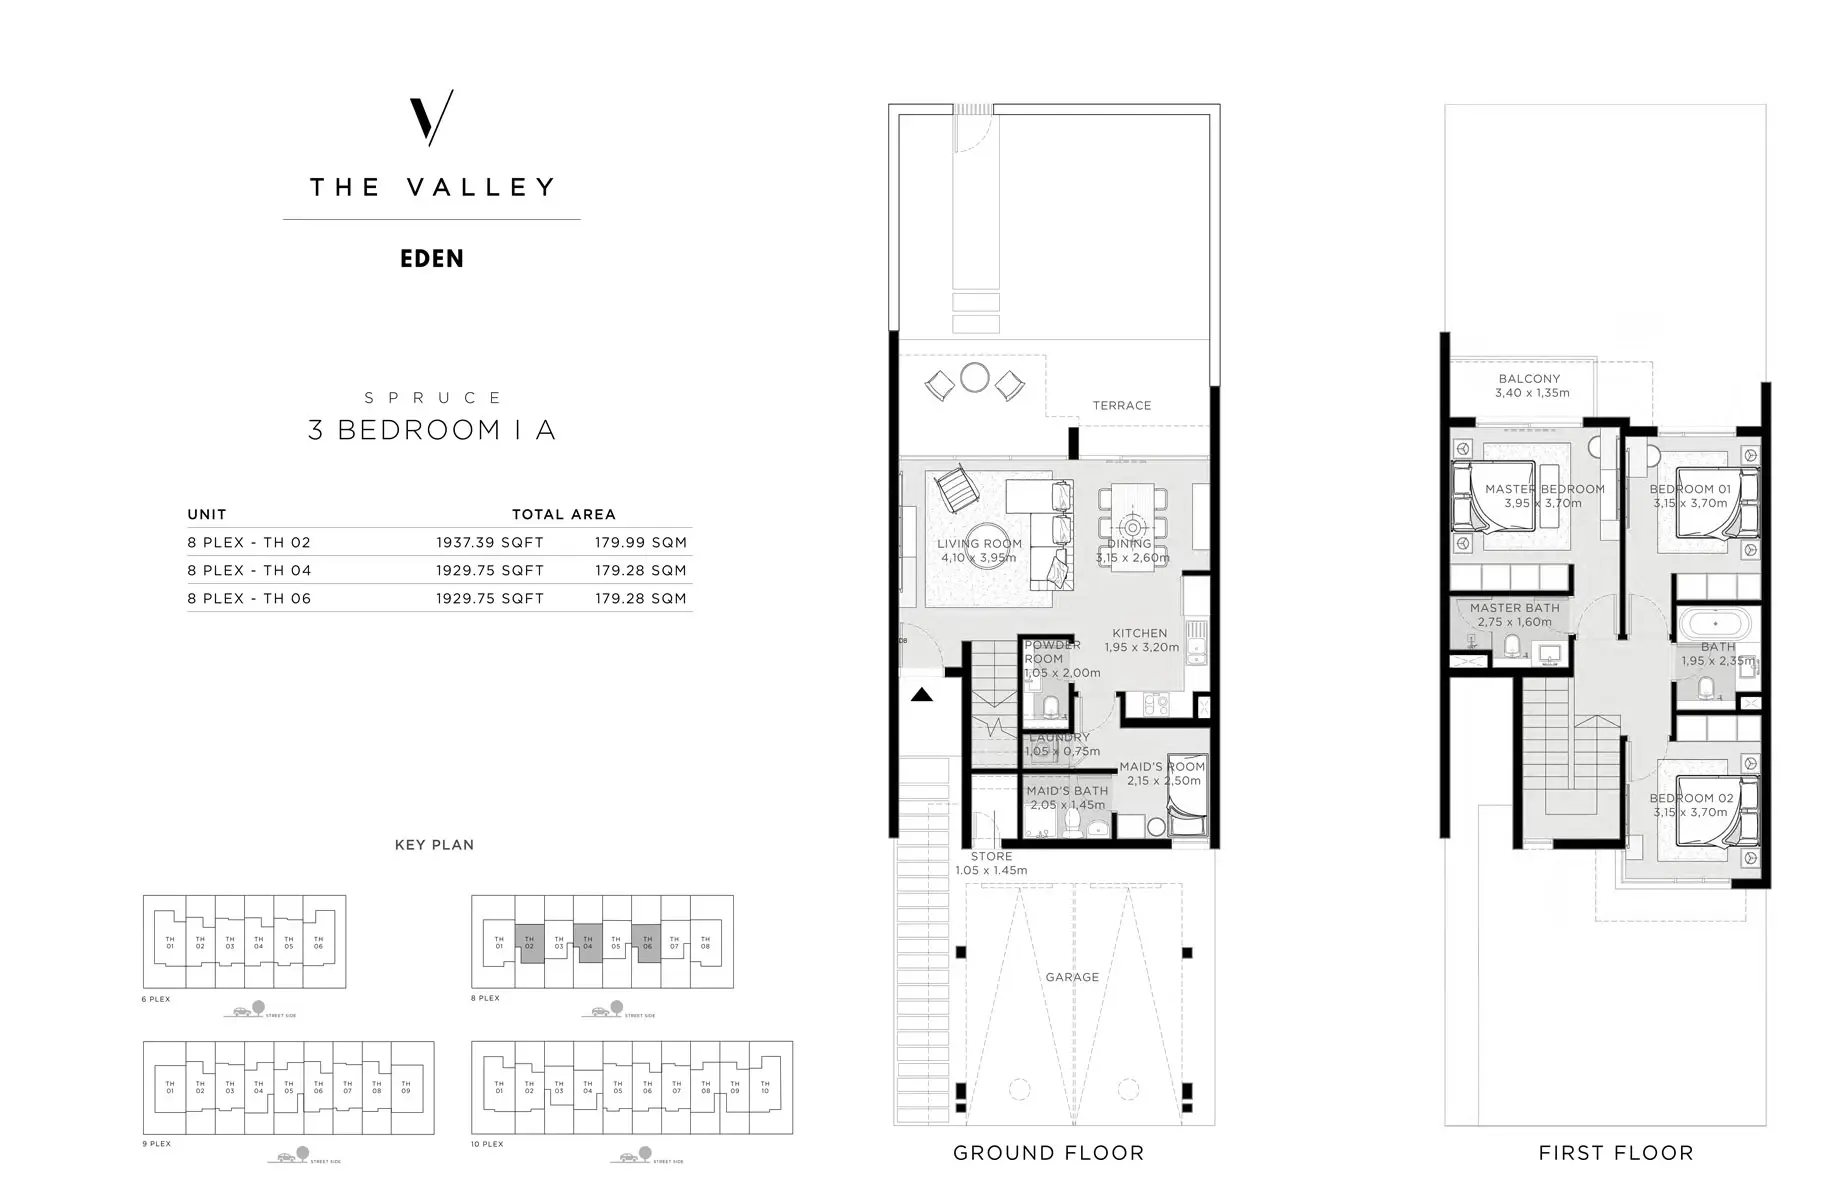 THE VALLEY
EDEN
SPRUCE
3 BEDROOM | A
UNIT TOTAL AREA
8 PLEX - TH 02 1937.39 SQFT 179.99 SQM
8 PLEX - TH 04 1929.75 SQFT 179.28 SQM
8 PLEX - TH 06 1929.75 SQFT 179.28 SQM
KEY PLAN
TH 01 TH 02 TH 03 TH 04 TH 05 TH 06
6 PLEX
STREET SIDE
TH 01 TH 02 TH 03 TH 04 TH 05 TH 06 TH 07 TH 08
8 PLEX
STREET SIDE
TH 01 TH 02 TH 03 TH 04 TH 05 TH 06 TH 07 TH 08 TH 09
9 PLEX
STREET SIDE
TH 01 TH 02 TH 03 TH 04 TH 05 TH 06 TH 07 TH 08 TH 09 TH 10
10 PLEX
STREET SIDE
TERRACE
LIVING ROOM
4,10 x 3,95m
DINING
3,15 x 2,60m
KITCHEN
1,95 x 3,20m
DB
POWDER
ROOM
1,05 x 2,00m
LAUNDRY
1,05 x 0,75m
MAID'S ROOM
2,15 x 2,50m
MAID'S BATH
2,05 x 1,45m
STORE
1.05 x 1.45m
GARAGE
GROUND FLOOR
BALCONY
3,40 x 1,35m
MASTER BEDROOM
3,95 x 3,70m
BEDROOM 01
3,15 x 3,70m
MASTER BATH
2,75 x 1,60m
BATH
1,95 x 2,35m
BEDROOM 02
3,15 x 3,70m
FIRST FLOOR